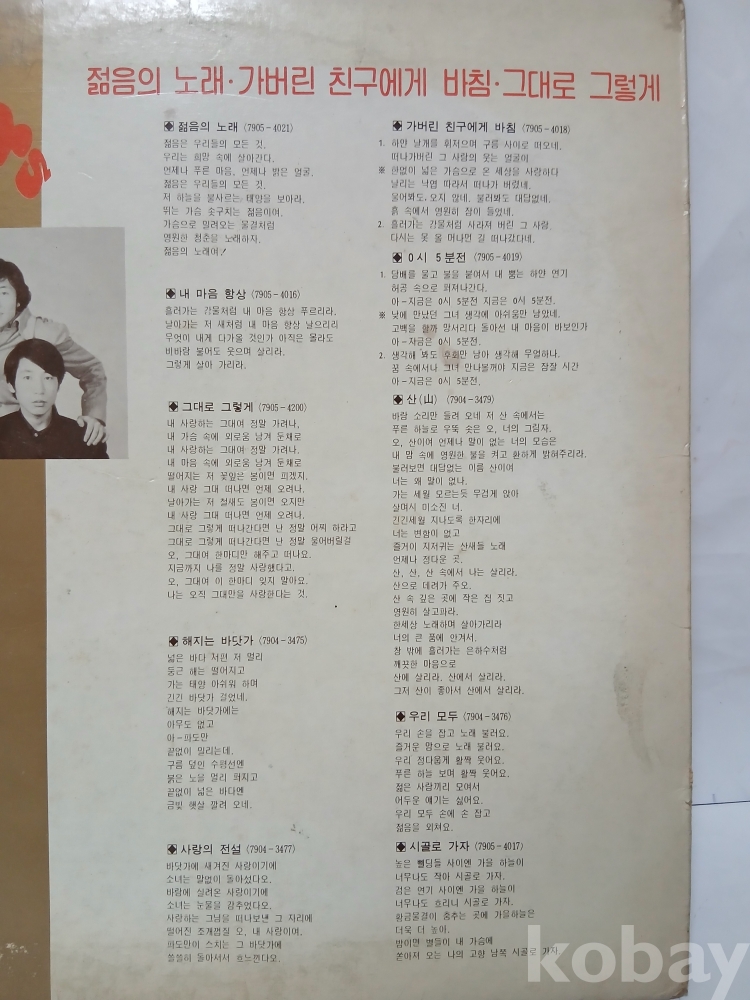 젊음의 노래·가버린 친구에게 바침·그대로 그렇게
젊음의 노래 (7905-4021)
젊음은 우리들의 모든 것.
우리는 희망 속에 살아간다.
언제나 푸른 마음, 언제나 밝은 얼굴.
젊음은 우리들의 모든 것.
저 하늘을 불사르는 태양을 보아라.
뛰는 가슴 솟구치는 젊음이여.
가슴으로 밀려오는 물결처럼
영원한 청춘을 노래하자.
젊음의 노래여!
내 마음 항상 (7905-4016)
흘러가는 강물처럼 내 마음 항상 푸르리라.
날아가는 저 새처럼 내 마음 항상 날으리리
무엇이 내게 다가올 것인가 아직은 몰라도
비바람 불어도 웃으며 살리라.
그렇게 살아 가리라.
그대로 그렇게 (7905-4200)
내 사랑하는 그대여 정말 가려나.
내 가슴 속에 외로움 남겨 둔채로
내 사랑하는 그대여 정말 가려나.
내 마음 속에 외로움 남겨 둔채로
떨어지는 저 꽃잎은 봄이면 피겠지.
내 사랑 그대 떠나면 언제 오려나.
날아가는 저 철새도 봄이면 오지만
내 사랑 그대 떠나면 언제 오려나.
그대로 그렇게 떠나간다면 난 정말 어찌 하라고
그대로 그렇게 떠나간다면 난 정말 울어버릴걸
오, 그대여 한마디만 해주고 떠나요.
지금까지 나를 정말 사랑했다고.
오, 그대여 이 한마디 잊지 말아요.
나는 오직 그대만을 사랑한다는 것.
해지는 바닷가 (7904-3475)
넓은 바다 저편 저 멀리
둥근 해는 떨어지고
가는 태양 아쉬워 하며
긴긴 바닷가 걸었네.
해지는 바닷가에는
아무도 없고
아-파도만
끝없이 밀리는데.
구름 덮인 수평선엔
붉은 노을 멀리 퍼지고
끝없이 넓은 바다엔
금빛 햇살 깔려 오네.
사랑의 전설 (7904-3477)
바닷가에 새겨진 사랑이기에
소녀는 말없이 돌아섰다오.
바람에 실려온 사랑이기에
소녀는 눈물을 감추었다오.
사랑하는 그님을 떠나보낸 그 자리에
떨어진 조개껍질 오, 내 사랑이여.
파도만이 스치는 그 바닷가에
쓸쓸히 돌아서서 흐느낀다오.
가버린 친구에게 바침 (7905-4018)
1. 하얀 날개를 휘저으며 구름 사이로 떠오네.
떠나가버린 그 사람의 웃는 얼굴이
※ 한없이 넓은 가슴으로 온 세상을 사랑하다
날리는 낙엽 따라서 떠나가 버렸네.
울어봐도, 오지 않네. 불러봐도 대답없네.
흙 속에서 영원히 잠이 들었네.
2. 흘러가는 강물처럼 사라져 버린 그 사람.
다시는 못 올 머나먼 길 떠나갔다네.
0시 5분전 (7905-4019)
1. 담배를 물고 불을 붙여서 내 뿜는 하얀 연기
허공 속으로 퍼져나간다.
아-지금은 0시 5분전 지금은 0시 5분전.
※ 낮에 만났던 그녀 생각에 아쉬움만 남았네.
고백을 할까 망서리다 돌아선 내 마음이 바보인가
아-지금은 0시 5분전.
2. 생각해 봐도 후회만 남아 생각해 무얼하나.
꿈 속에서나 그녀 만나볼꺼야 지금은 잠잘 시간
아-지금은 0시 5분전.
산(山) (7904-3479)
바람 소리만 들려 오네 저 산 속에서는
푸른 하늘로 우뚝 솟은 오, 너의 그림자.
오, 산이여 언제나 말이 없는 너의 모습은
내 맘 속에 영원한 불을 켜고 환하게 밝혀주리라.
불러보면 대답없는 이름 산이여
너는 왜 말이 없나.
가는 세월 모르는듯 무겁게 앉아
살며시 미소진 너.
긴긴세월 지나도록 한자리에
너는 변함이 없고
즐거이 지저귀는 산새들 노래
언제나 정다운 곳.
산, 산, 산 속에서 나는 살리라.
산으로 데려가 주오.
산 속 깊은 곳에 작은 집 짓고
영원히 살고파라.
한세상 노래하며 살아가리라
너의 큰 품에 안겨서.
창 밖에 흘러가는 은하수처럼
깨끗한 마음으로
산에 살리라. 산에서 살리라.
그저 산이 좋아서 산에서 살리라.
우리 모두 (7904-3476)
우리 손을 잡고 노래 불러요.
즐거운 맘으로 노래 불러요.
우리 정다웁게 활짝 웃어요.
푸른 하늘 보며 활짝 웃어요.
젊은 사람끼리 모여서
어두운 얘기는 싫어요.
우리 모두 손에 손 잡고
젊음을 외쳐요.
시골로 가자 (7905-4017)
높은 삘딩들 사이엔 가을 하늘이
너무나도 작아 시골로 가자.
검은 연기 사이엔 가을 하늘이
너무나도 흐리니 시골로 가자.
황금물결이 춤추는 곳에 가을하늘은
더욱 더 높아.
밤이면 별들이 내 가슴에
쏟아져 오는 나의 고향 남쪽 시골로 가자.
kobay